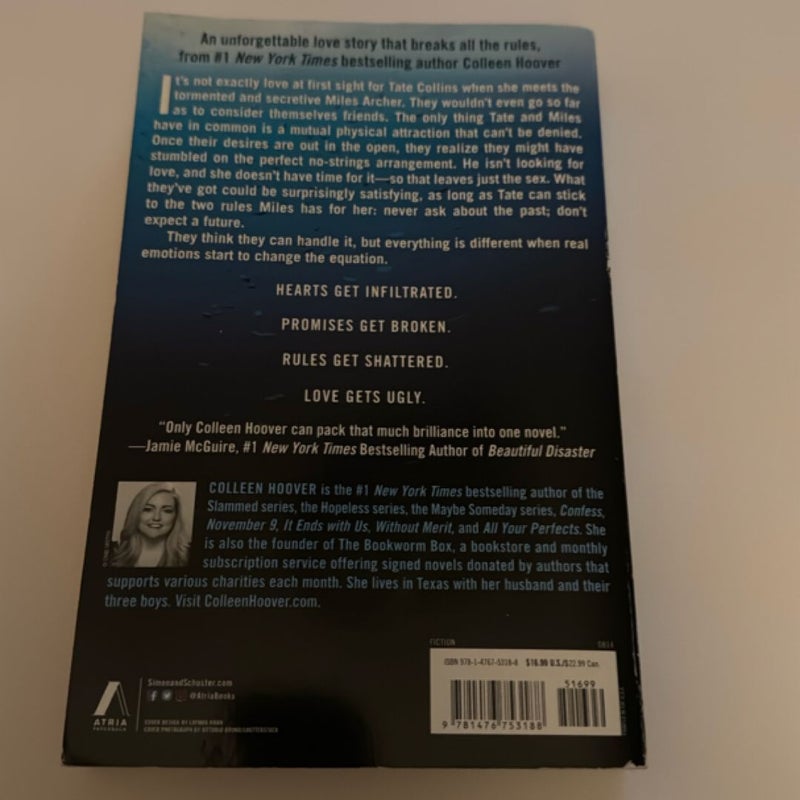 An unforgettable love story that breaks all the rules,
from #1 New York Times bestselling author Colleen Hoover
It's not exactly love at first sight for Tate Collins when she meets the
tormented and secretive Miles Archer. They wouldn't even go so far
as to consider themselves friends. The only thing Tate and Miles
have in common is a mutual physical attraction that can't be denied.
Once their desires are out in the open, they realize they might have
stumbled on the perfect no-strings arrangement. He isn't looking for
love, and she doesn't have time for it—so that leaves just the sex. What
they've got could be surprisingly satisfying, as long as Tate can stick
to the two rules Miles has for her: never ask about the past; don't
expect a future.
They think they can handle it, but everything is different when real
emotions start to change the equation.
HEARTS GET INFILTRATED.
PROMISES GET BROKEN.
RULES GET SHATTERED.
LOVE GETS UGLY.
“Only Colleen Hoover can pack that much brilliance into one novel.”
—Jamie McGuire, #1 New York Times Bestselling Author of Beautiful Disaster
COLLEEN HOOVER is the #1 New York Times bestselling author of the
Slammed series, the Hopeless series, the Maybe Someday series, Confess,
November 9, It Ends with Us, Without Merit, and All Your Perfects. She
is also the founder of The Bookworm Box, a bookstore and monthly
subscription service offering signed novels donated by authors that
supports various charities each month. She lives in Texas with her husband and their
three boys. Visit ColleenHoover.com.
FICTION
ISBN 978-1-4767-5318-8 $16.99 U.S./$22.99 Can.
51699
9 781476 753188
SimonandSchuster.com
@AtriaBooks
ATRIA
PAPERBACK
COVER DESIGN BY
COVER PHOTOGRAPH BY